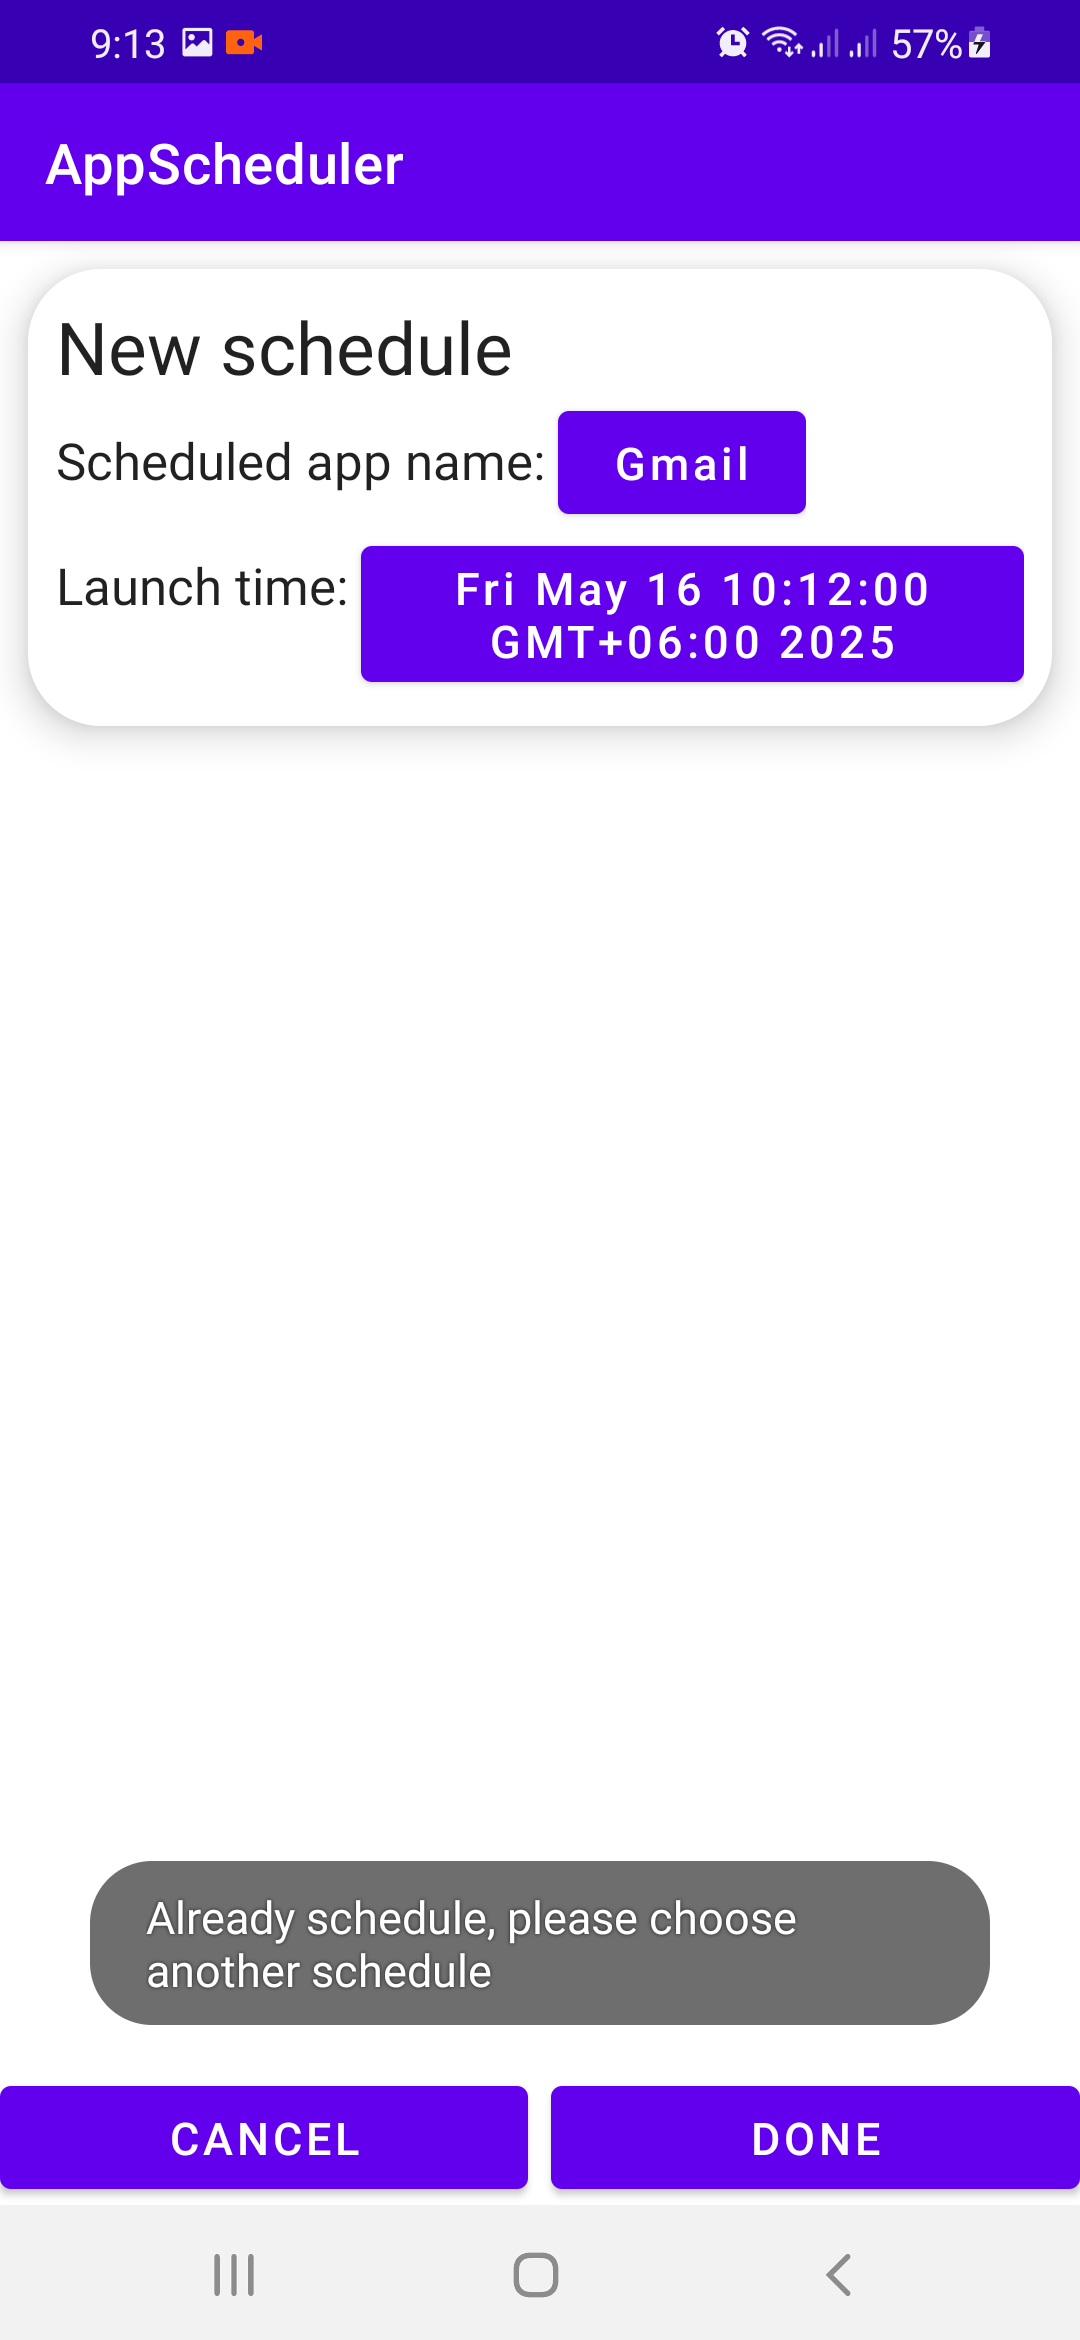 9:13
57%
AppScheduler
New schedule
Scheduled app name: Gmail
Launch time: Fri May 16 10:12:00
GMT+06:00 2025
Already schedule, please choose
another schedule
CANCEL DONE